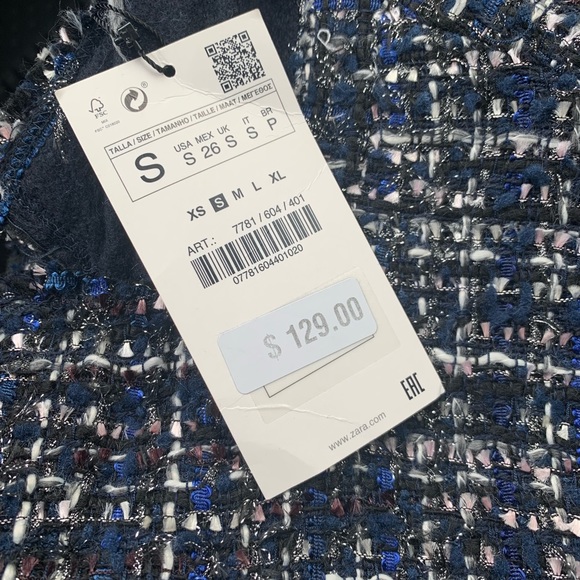 FSC
TALLA / SIZE / TAMANHO / TAILLE / MAAT / ΜΕΓΕΘΟΣ
S
USA MEX UK IT BR
S 26 S S P
XS S M L XL
ART.: 7781 / 604 / 401
07781604401020
$ 129.00
www.zara.com
EAC